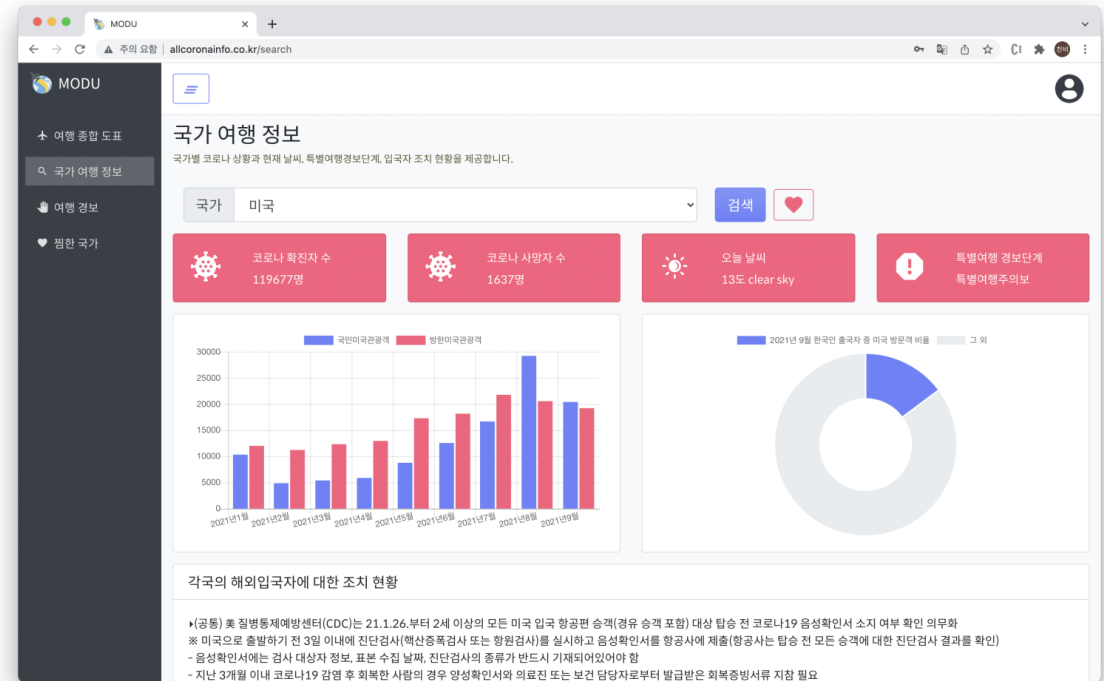 MODU
주의 요함
allcoronainfo.co.kr/search
찬비
MODU
여행 종합 도표
국가 여행 정보
여행 경보
찜한 국가
국가 여행 정보
국가별 코로나 상황과 현재 날씨, 특별여행경보단계, 입국자 조치 현황을 제공합니다.
국가
미국
검색
코로나 확진자 수
119677명
코로나 사망자 수
1637명
오늘 날씨
13도 clear sky
특별여행 경보단계
특별여행주의보
국민미국관광객 방한미국관광객
30000
25000
20000
15000
10000
5000
0
2021년1월 2021년2월 2021년3월 2021년4월 2021년5월 2021년6월 2021년7월 2021년8월 2021년9월
2021년 9월 한국인 출국자 중 미국 방문객 비율 그 외
각국의 해외입국자에 대한 조치 현황
▸(공통) 美 질병통제예방센터(CDC)는 21.1.26.부터 2세 이상의 모든 미국 입국 항공편 승객(경유 승객 포함) 대상 탑승 전 코로나19 음성확인서 소지 여부 확인 의무화
※ 미국으로 출발하기 전 3일 이내에 진단검사(핵산증폭검사 또는 항원검사)를 실시하고 음성확인서를 항공사에 제출(항공사는 탑승 전 모든 승객에 대한 진단검사 결과를 확인)
- 음성확인서에는 검사 대상자 정보, 표본 수집 날짜, 진단검사의 종류가 반드시 기재되어있어야 함
- 지난 3개월 이내 코로나19 감염 후 회복한 사람의 경우 양성확인서와 의료진 또는 보건 담당자로부터 발급받은 회복증빙서류 지참 필요